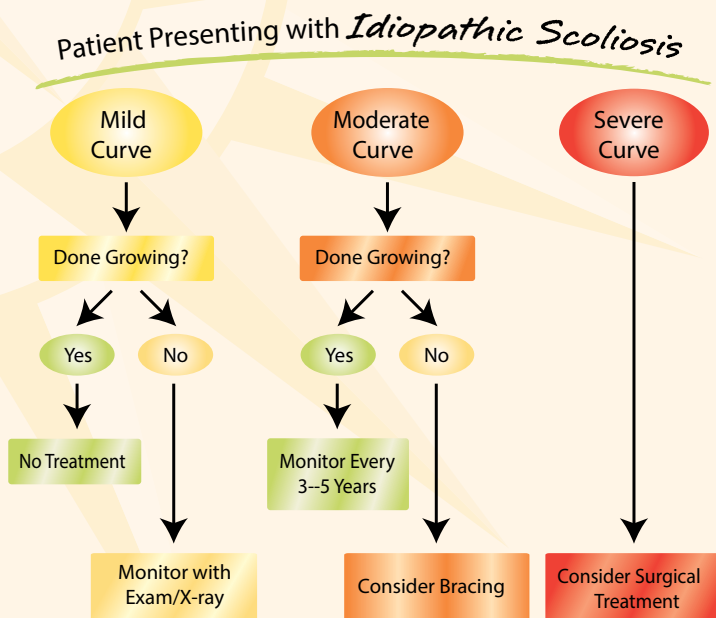 Patient Presenting with Idiopathic Scoliosis
Mild
Curve
Moderate
Curve
Severe
Curve
Done Growing?
Done Growing?
Yes
No
Yes
No
No Treatment
Monitor Every
3--5 Years
Monitor with
Exam/X-ray
Consider Bracing
Consider Surgical
Treatment